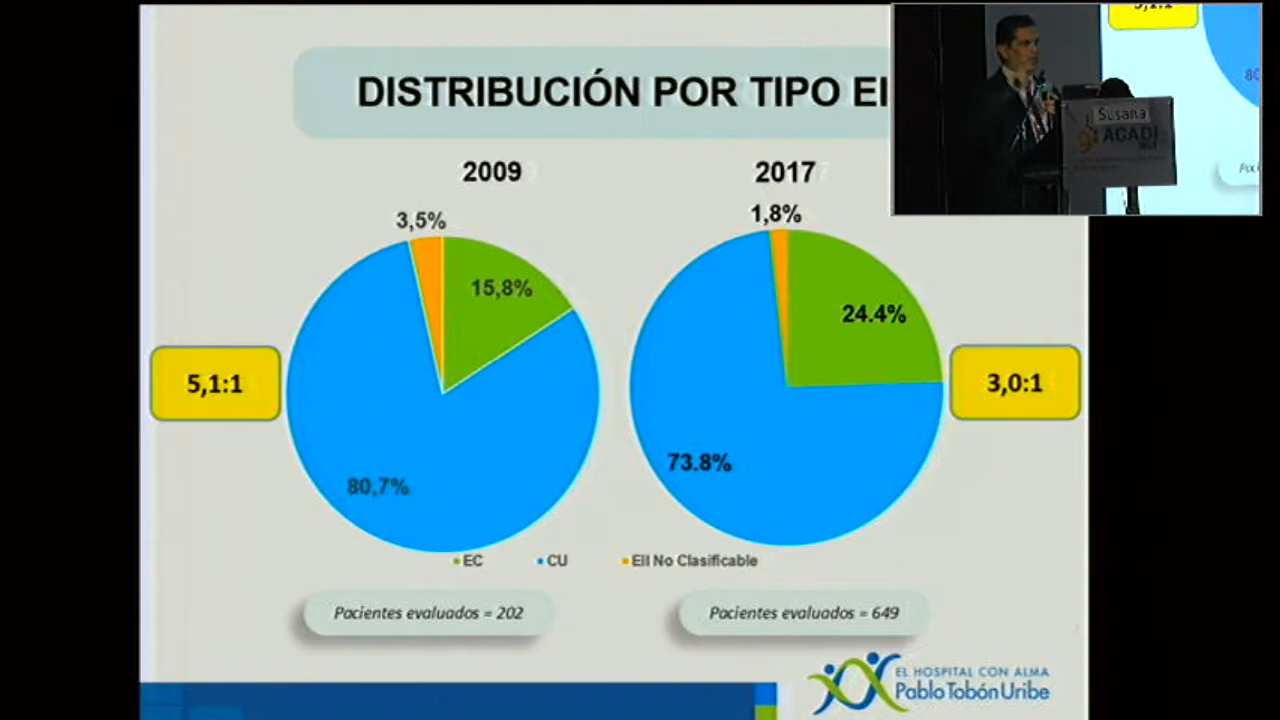 DISTRIBUCIÓN POR TIPO EI
2009
2017
3,5%
1,8%
15,8%
24.4%
5,1:1
3,0:1
73.8%
80,7%
EC
CU
EII No Clasificable
Pacientes evaluados = 202
Pacientes evaluados = 649
EL HOSPITAL CON ALMA
Pablo Tobón Uribe
Susana
ACADI
80